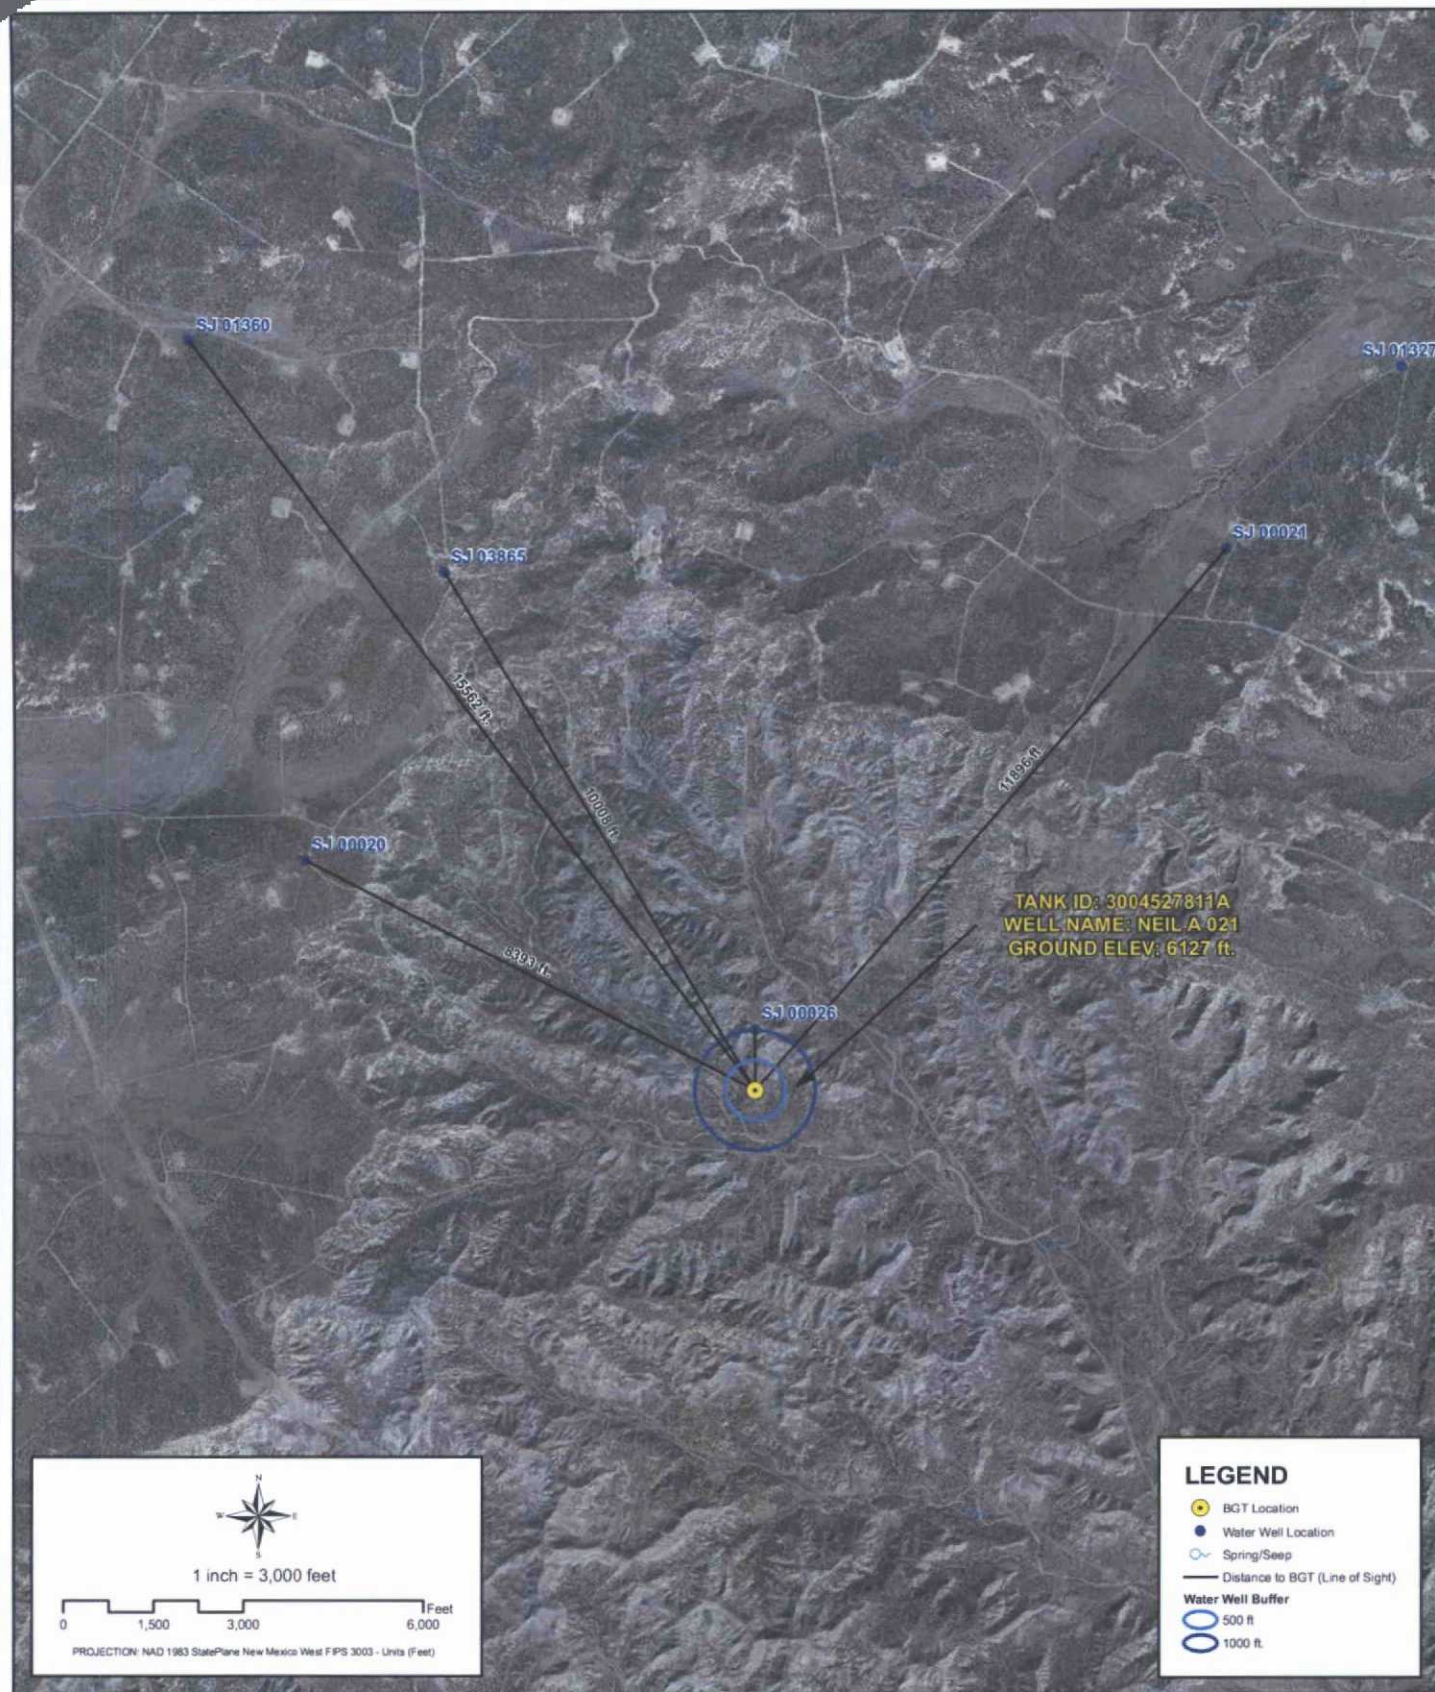 SJ 01360
SJ 01327
SJ 03865
SJ 00021
15562 ft.
11896 ft.
10008 ft.
SJ 00020
8393 ft.
TANK ID: 3004527811A
WELL NAME: NEIL A 021
GROUND ELEV: 6127 ft.
SJ 00026
N
W E
S
1 inch = 3,000 feet
Feet
0 1,500 3,000 6,000
PROJECTION: NAD 1983 StatePlane New Mexico West FIPS 3003 - Units (Feet)
LEGEND
BGT Location
Water Well Location
Spring/Seep
Distance to BGT (Line of Sight)
Water Well Buffer
500 ft
1000 ft.